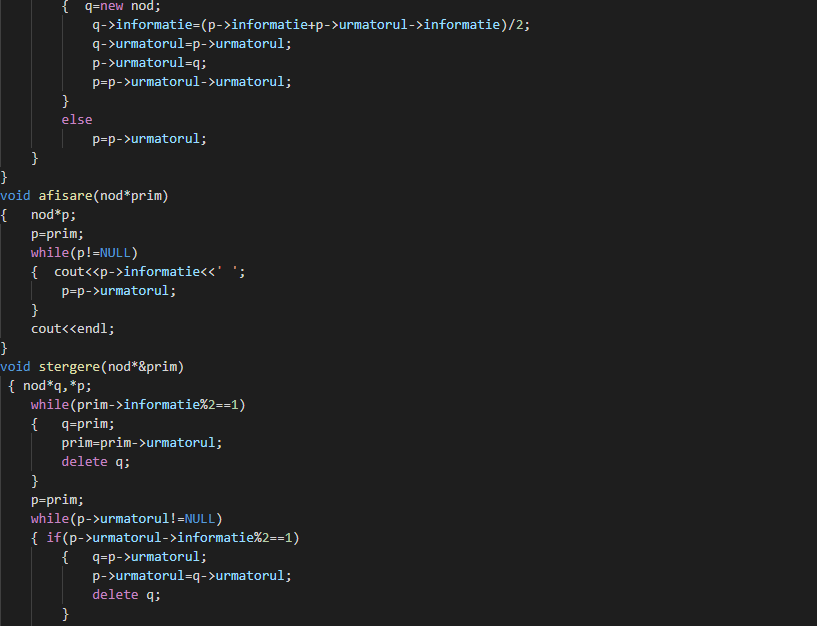 {  q=new nod;
q->informatie=(p->informatie+p->urmatorul->informatie)/2;
q->urmatorul=p->urmatorul;
p->urmatorul=q;
p=p->urmatorul->urmatorul;
}
else
p=p->urmatorul;
}
}
void afisare(nod*prim)
{   nod*p;
p=prim;
while(p!=NULL)
{  cout<<p->informatie<<' ';
p=p->urmatorul;
}
cout<<endl;
}
void stergere(nod*&prim)
{ nod*q,*p;
while(prim->informatie%2==1)
{   q=prim;
prim=prim->urmatorul;
delete q;
}
p=prim;
while(p->urmatorul!=NULL)
{ if(p->urmatorul->informatie%2==1)
{   q=p->urmatorul;
p->urmatorul=q->urmatorul;
delete q;
}